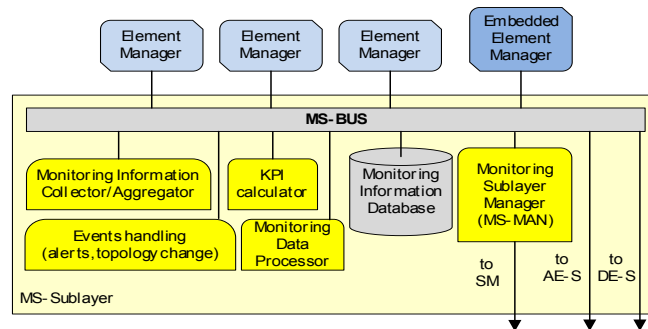 Element
Manager
Element
Manager
Element
Manager
Embedded
Element
Manager
MS-BUS
Monitoring Information
Collector/Aggregator
KPI
calculator
Monitoring
Information
Database
Monitoring
Sublayer
Manager
(MS-MAN)
Events handling
(alerts, topology change)
Monitoring
Data
Processor
to
SM
to
AE-S
to
DE-S
MS-Sublayer